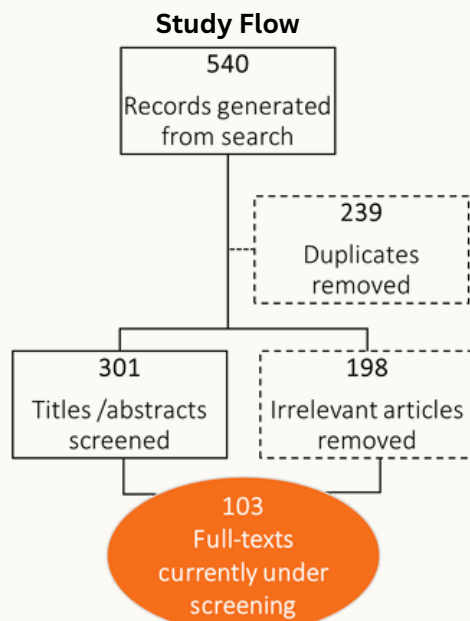 Study Flow
540
Records generated
from search
239
Duplicates
removed
301
Titles /abstracts
screened
198
Irrelevant articles
removed
103
Full-texts
currently under
screening